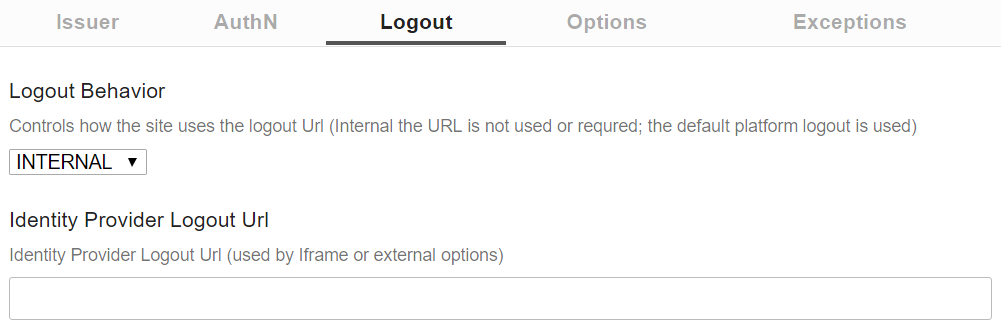 Issuer AuthN Logout Options Exceptions
Logout Behavior
Controls how the site uses the logout Url (Internal the URL is not used or requred; the default platform logout is used)
INTERNAL
Identity Provider Logout Url
Identity Provider Logout Url (used by Iframe or external options)